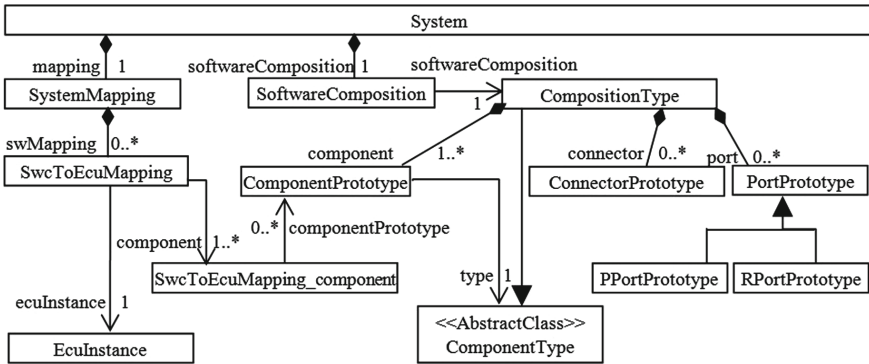 System
mapping 1
softwareComposition 1
softwareComposition
SystemMapping
SoftwareComposition
1
CompositionType
swMapping 0..*
component 1..*
connector 0..*
port 0..*
SwcToEcuMapping
ComponentPrototype
ConnectorPrototype
PortPrototype
0..* componentPrototype
component 1..*
SwcToEcuMapping_component
type 1
PPortPrototype
RPortPrototype
ecuInstance 1
<<AbstractClass>>
EcuInstance
ComponentType